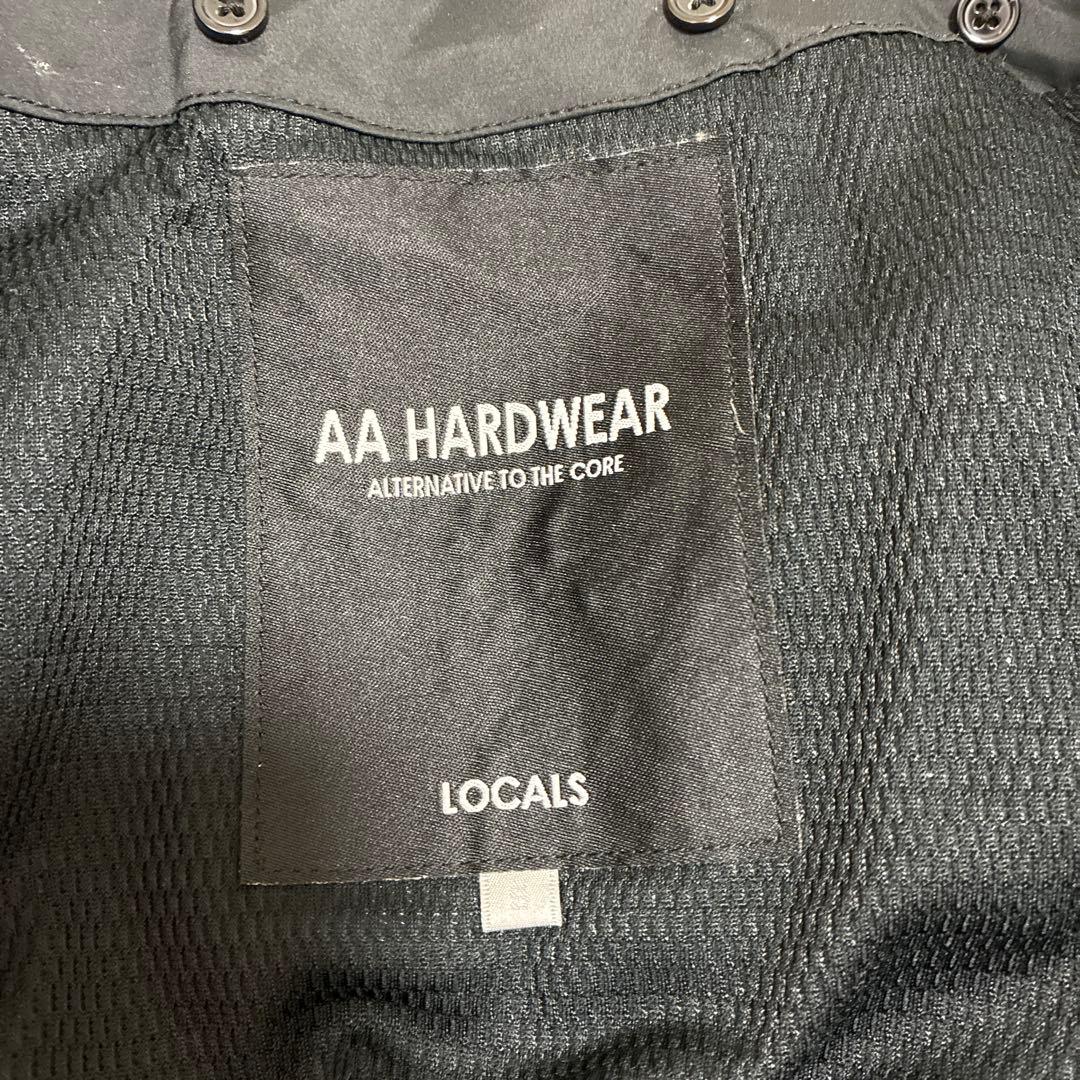 AA HARDWEAR
ALTERNATIVE TO THE CORE
LOCALS